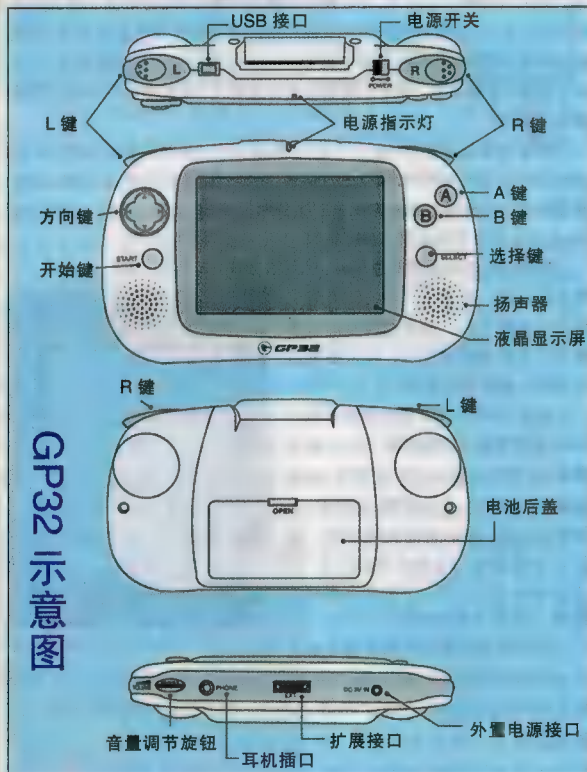 USB 接口
电源开关
L
R
POWER
L 键
电源指示灯
R 键
A
A 键
B
B 键
方向键
START
开始键
SELECT
选择键
扬声器
液晶显示屏
GP32
R 键
L 键
OPEN
电池后盖
GP32 示意图
VOLUME
PHONE
EXT
DC 3V IN
音量调节旋钮
耳机插口
扩展接口
外置电源接口